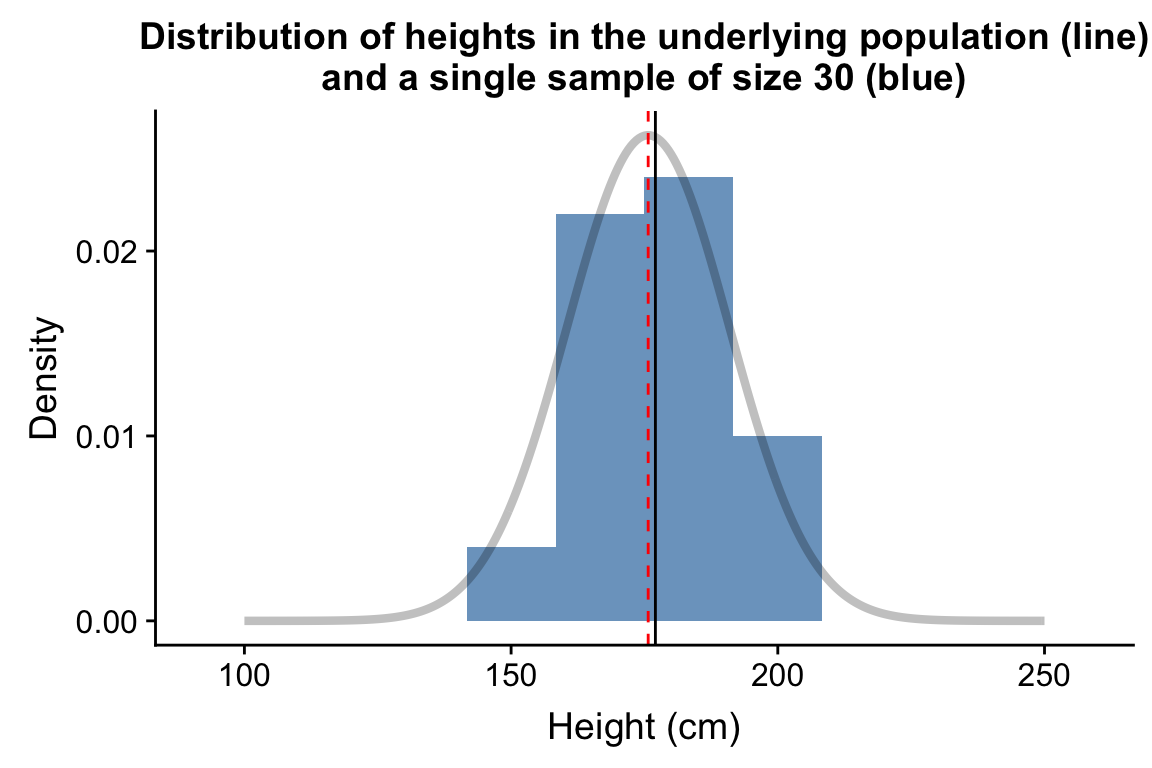 Distribution of heights in the underlying population (line)
and a single sample of size 30 (blue)
Density
0.02
0.01
0.00
100 150 200 250
Height (cm)